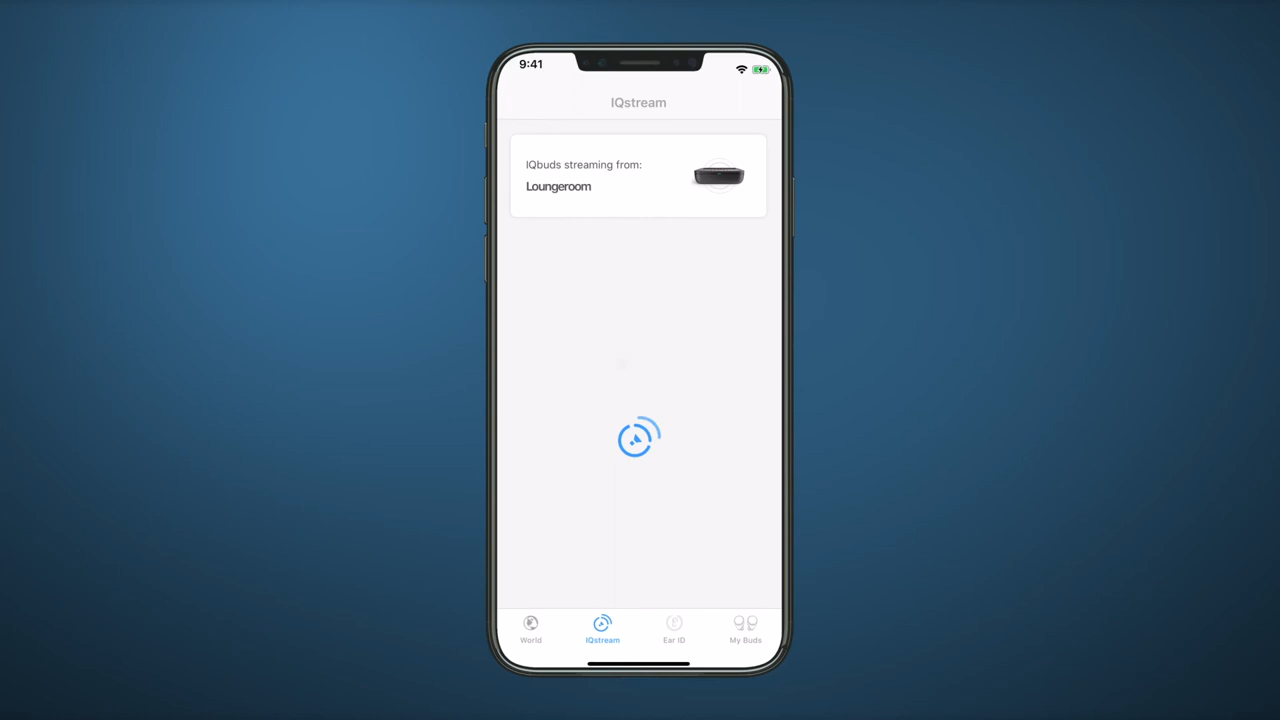 9:41
IQstream
IQbuds streaming from:
Loungeroom
World
IQstream
Ear ID
My Buds